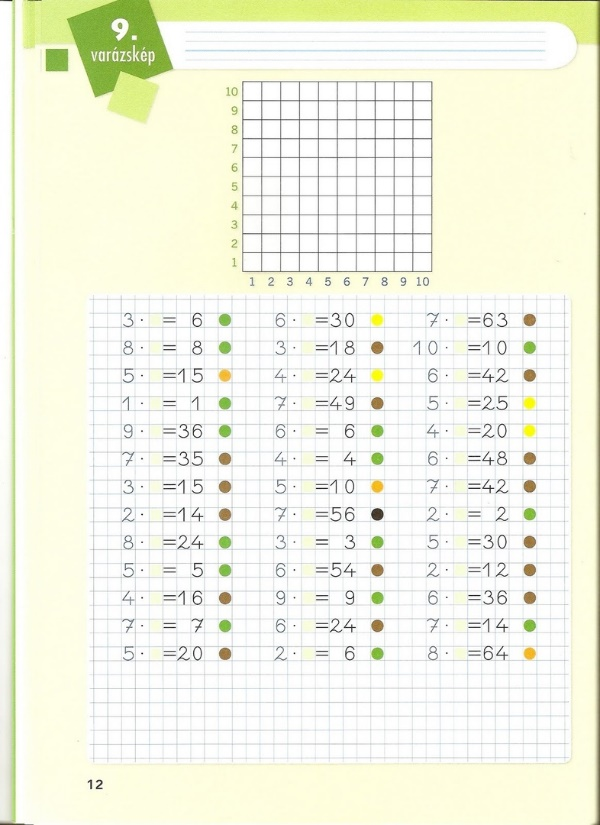 9.
varázskép
10
9
8
7
6
5
4
3
2
1
1 2 3 4 5 6 7 8 9 10
3 · = 6 6 · =30 7 · =63
8 · = 8 3 · =18 10 · =10
5 · =15 4 · =24 6 · =42
1 · = 1 7 · =49 5 · =25
9 · =36 6 · = 6 4 · =20
7 · =35 4 · = 4 6 · =48
3 · =15 5 · =10 7 · =42
2 · =14 7 · =56 2 · = 2
8 · =24 3 · = 3 5 · =30
5 · = 5 6 · =54 2 · =12
4 · =16 9 · = 9 6 · =36
7 · = 7 6 · =24 7 · =14
5 · =20 2 · = 6 8 · =64
12